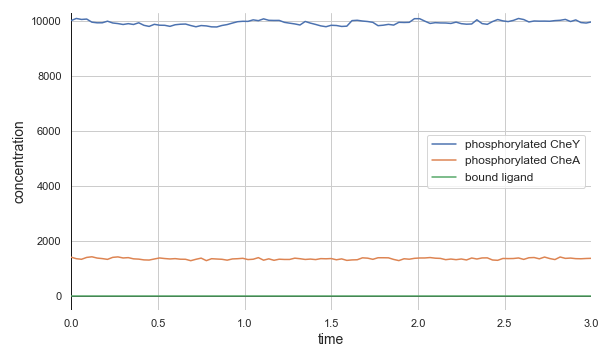 10000
8000
6000
4000
2000
0
concentration
phosphorylated CheY
phosphorylated CheA
bound ligand
0.0 0.5 1.0 1.5 2.0 2.5 3.0
time